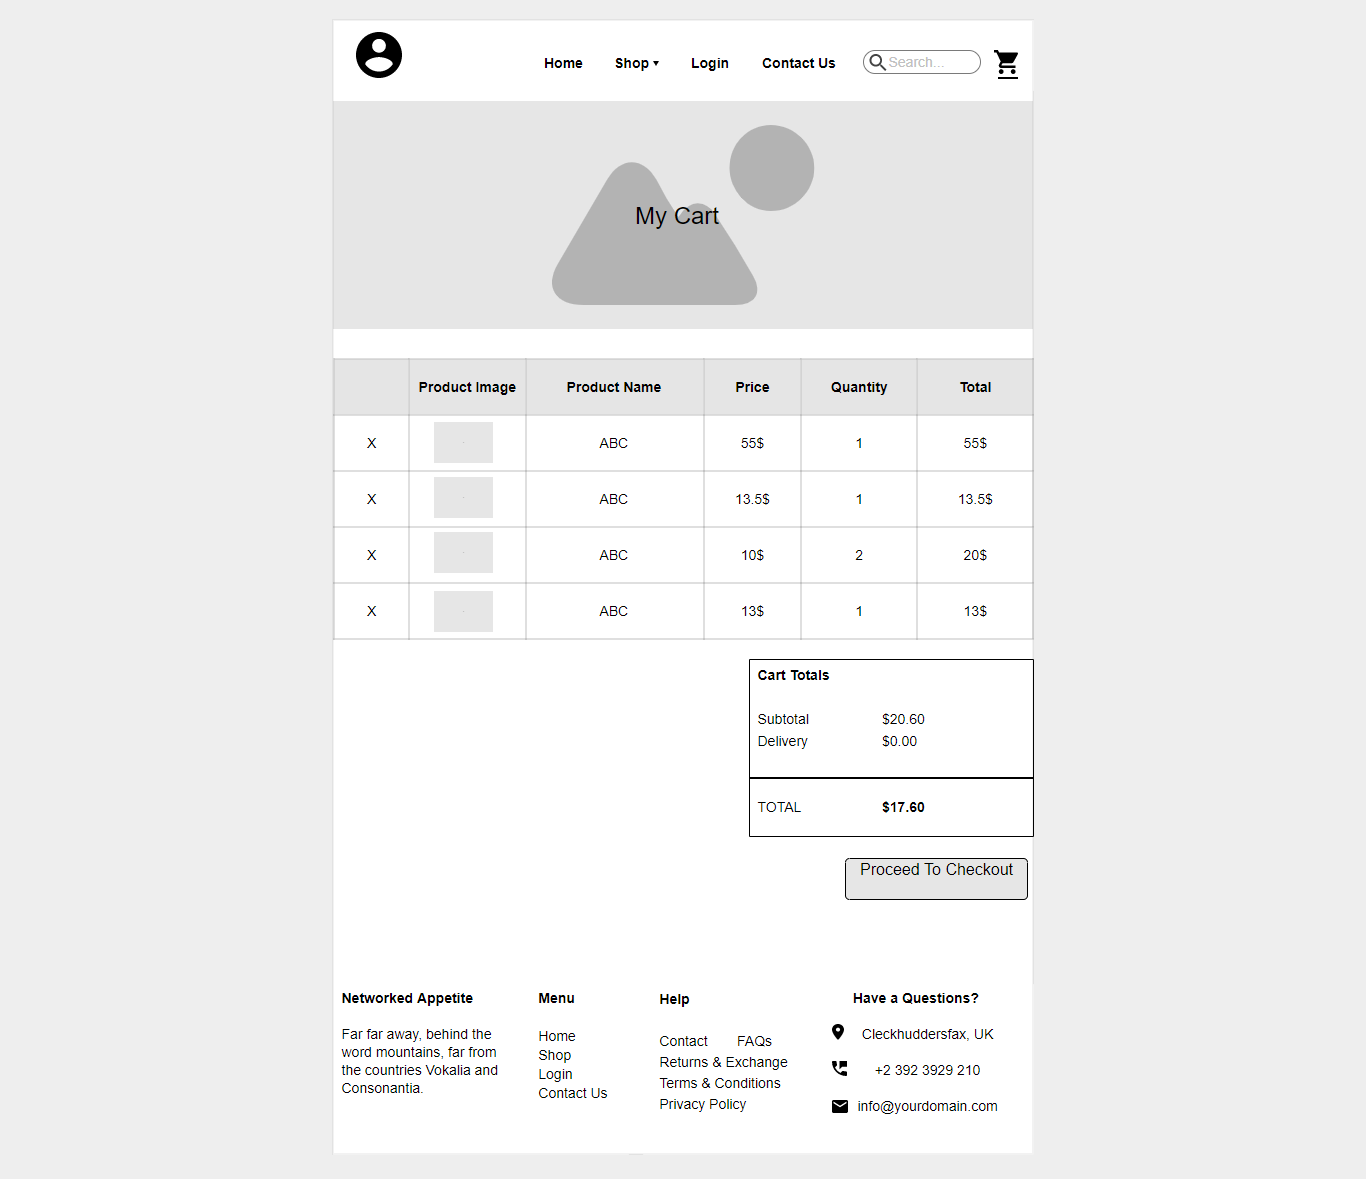 Home Shop ▾ Login Contact Us Search...
My Cart
Product Image Product Name Price Quantity Total
X ABC 55$ 1 55$
X ABC 13.5$ 1 13.5$
X ABC 10$ 2 20$
X ABC 13$ 1 13$
Cart Totals
Subtotal $20.60
Delivery $0.00
TOTAL $17.60
Proceed To Checkout
Networked Appetite
Far far away, behind the
word mountains, far from
the countries Vokalia and
Consonantia.
Menu
Home
Shop
Login
Contact Us
Help
Contact FAQs
Returns & Exchange
Terms & Conditions
Privacy Policy
Have a Questions?
Cleckhuddersfax, UK
+2 392 3929 210
info@yourdomain.com